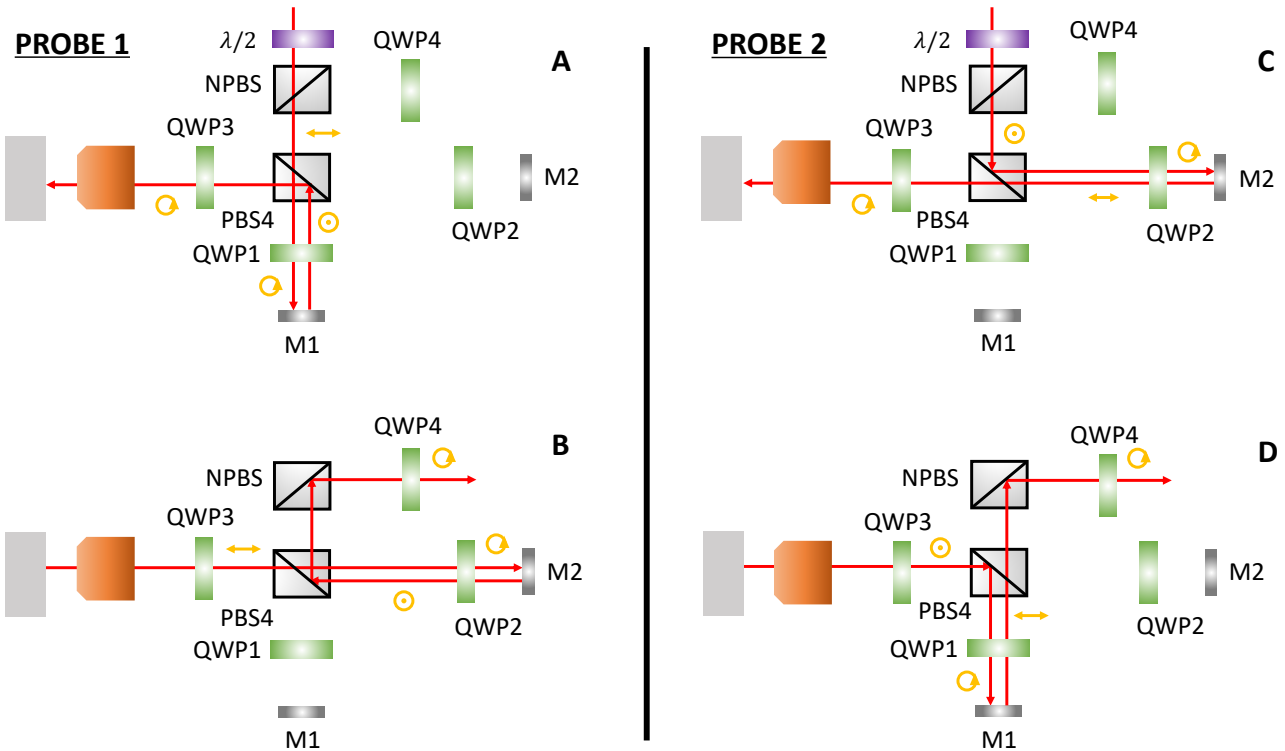 PROBE 1
λ/2
QWP4
A
NPBS
QWP3
M2
PBS4
QWP2
QWP1
M1
QWP4
B
NPBS
QWP3
M2
PBS4
QWP2
QWP1
M1
PROBE 2
λ/2
QWP4
C
NPBS
QWP3
M2
PBS4
QWP2
QWP1
M1
QWP4
D
NPBS
QWP3
M2
PBS4
QWP2
QWP1
M1